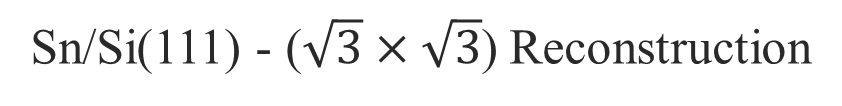 Sn/Si(111) - (√3 × √3) Reconstruction